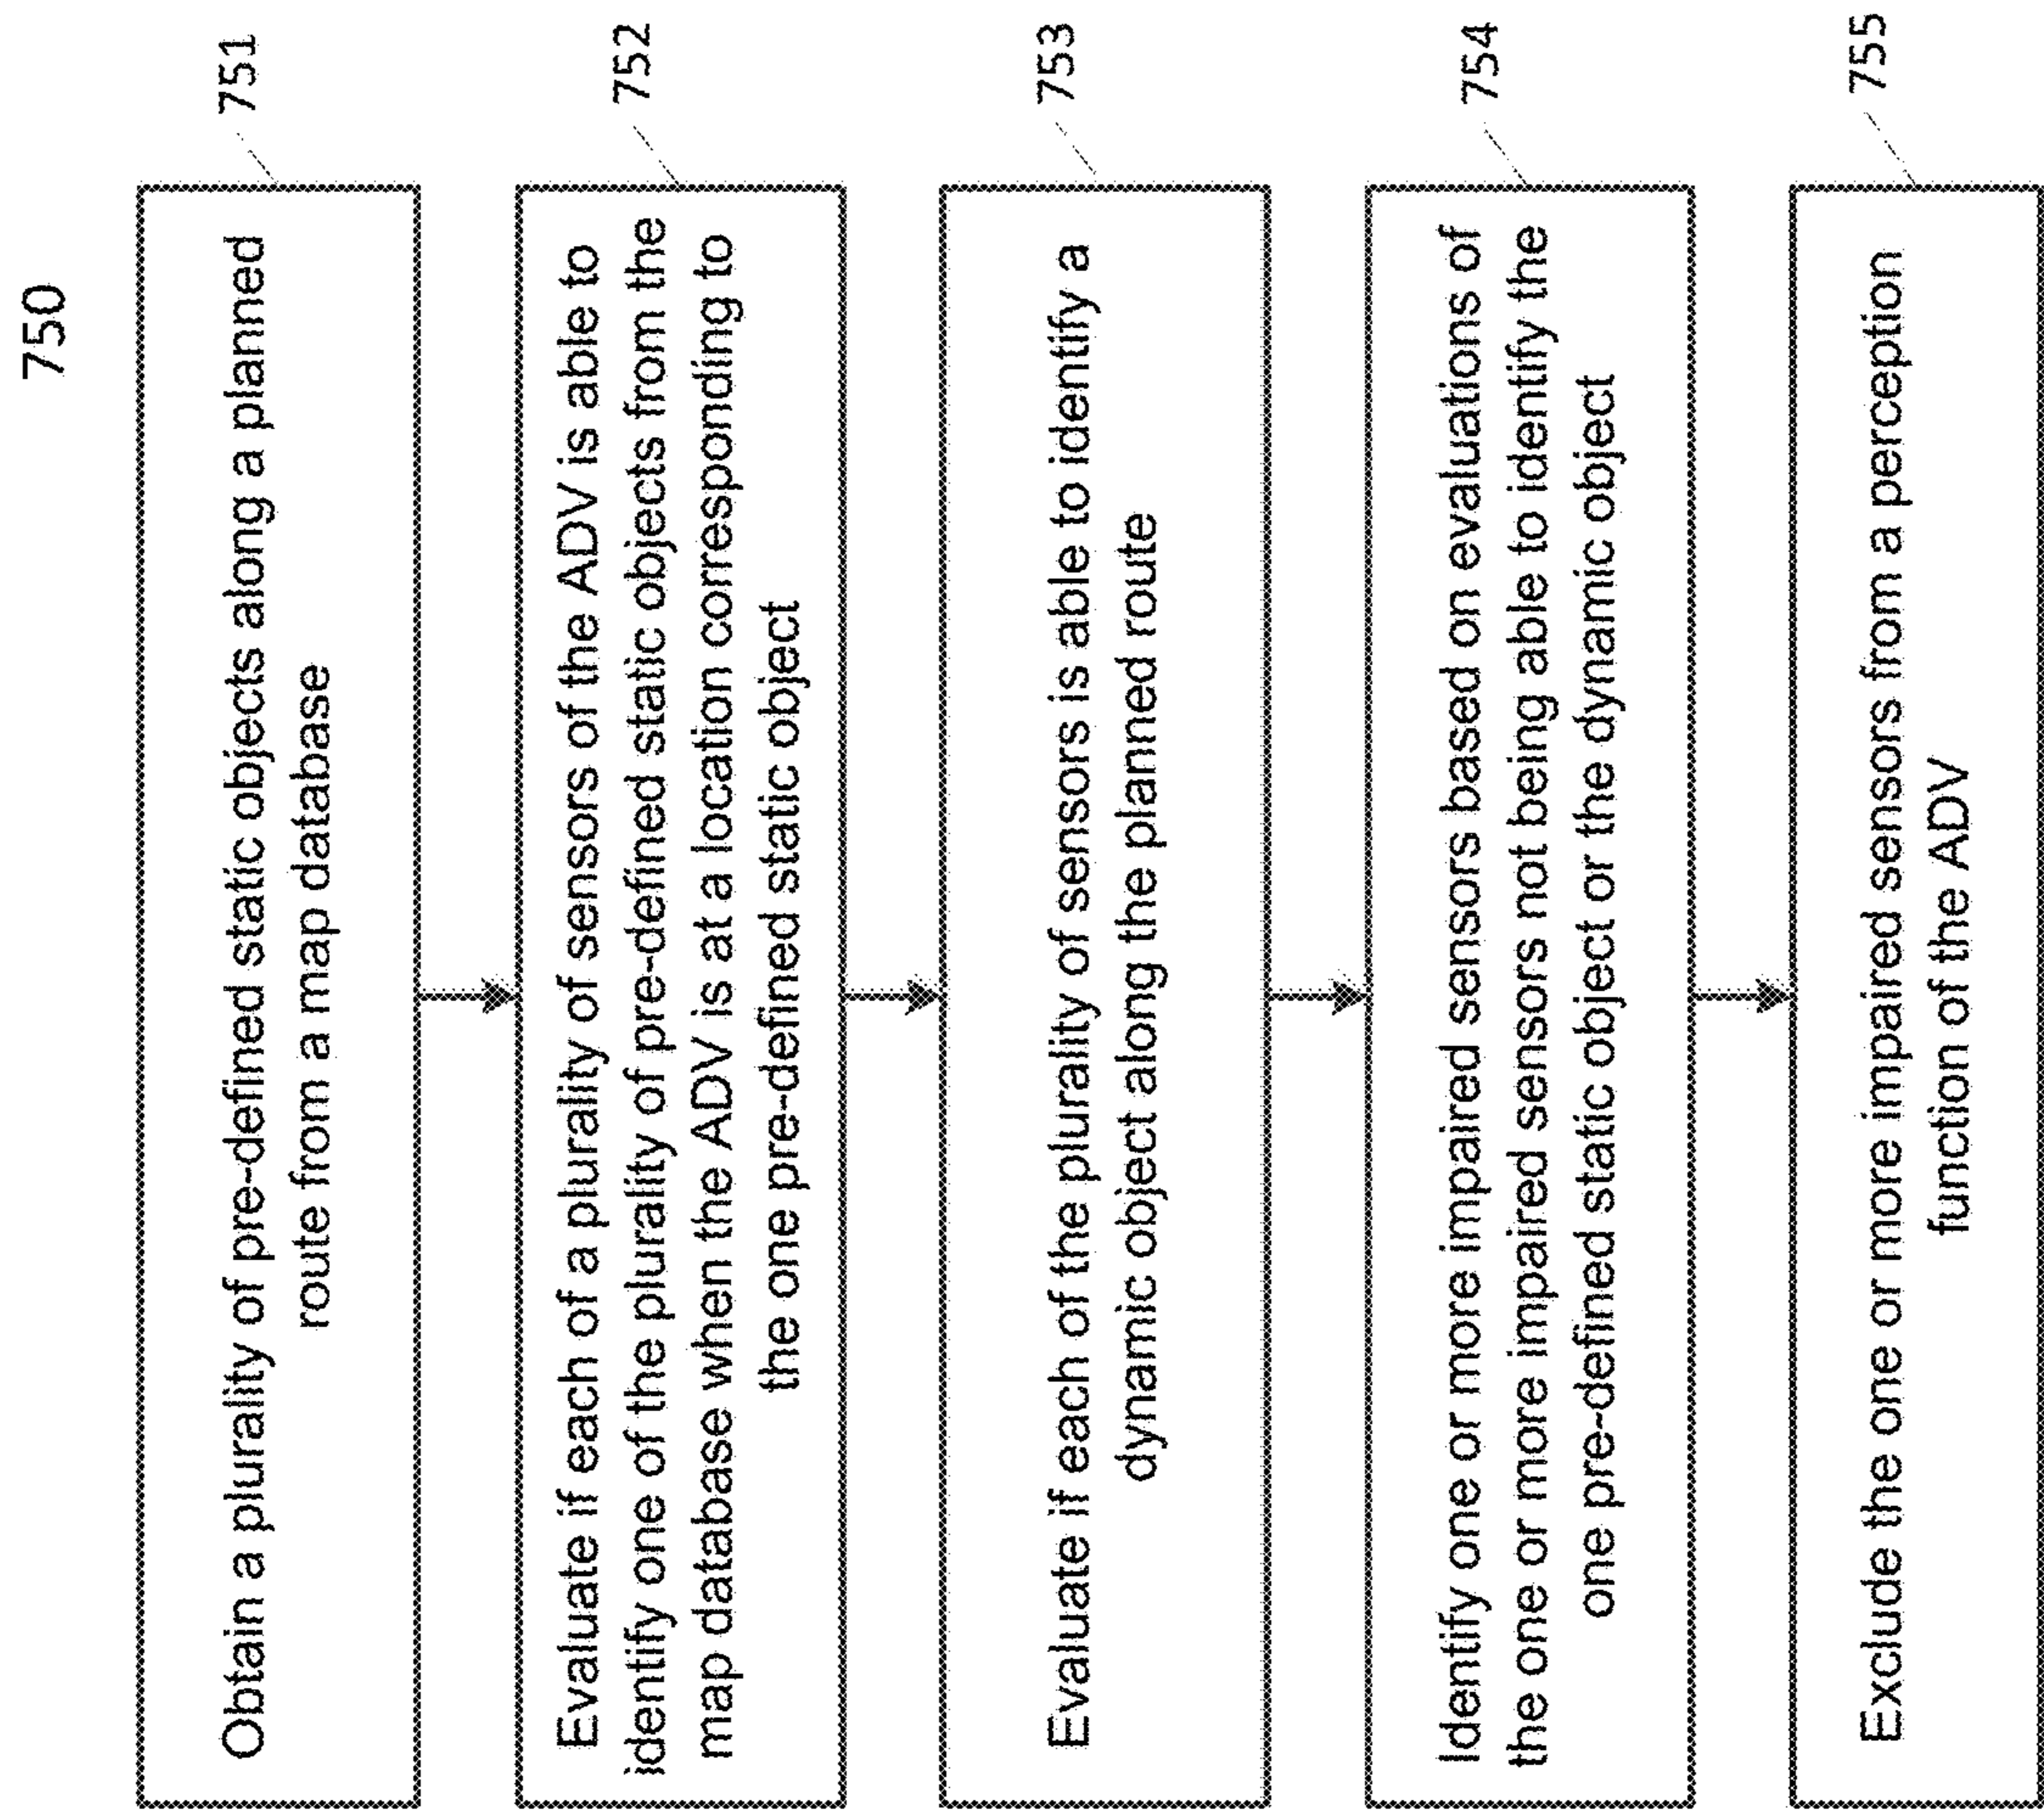 750
Obtain a plurality of pre-defined static objects along a planned
route from a map database
751
Evaluate if each of a plurality of sensors of the ADV is able to
identify one of the plurality of pre-defined static objects from the
map database when the ADV is at a location corresponding to
the one pre-defined static object
752
Evaluate if each of the plurality of sensors is able to identify a
dynamic object along the planned route
753
Identify one or more impaired sensors based on evaluations of
the one or more impaired sensors not being able to identify the
one pre-defined static object or the dynamic object
754
Exclude the one or more impaired sensors from a perception
function of the ADV
755